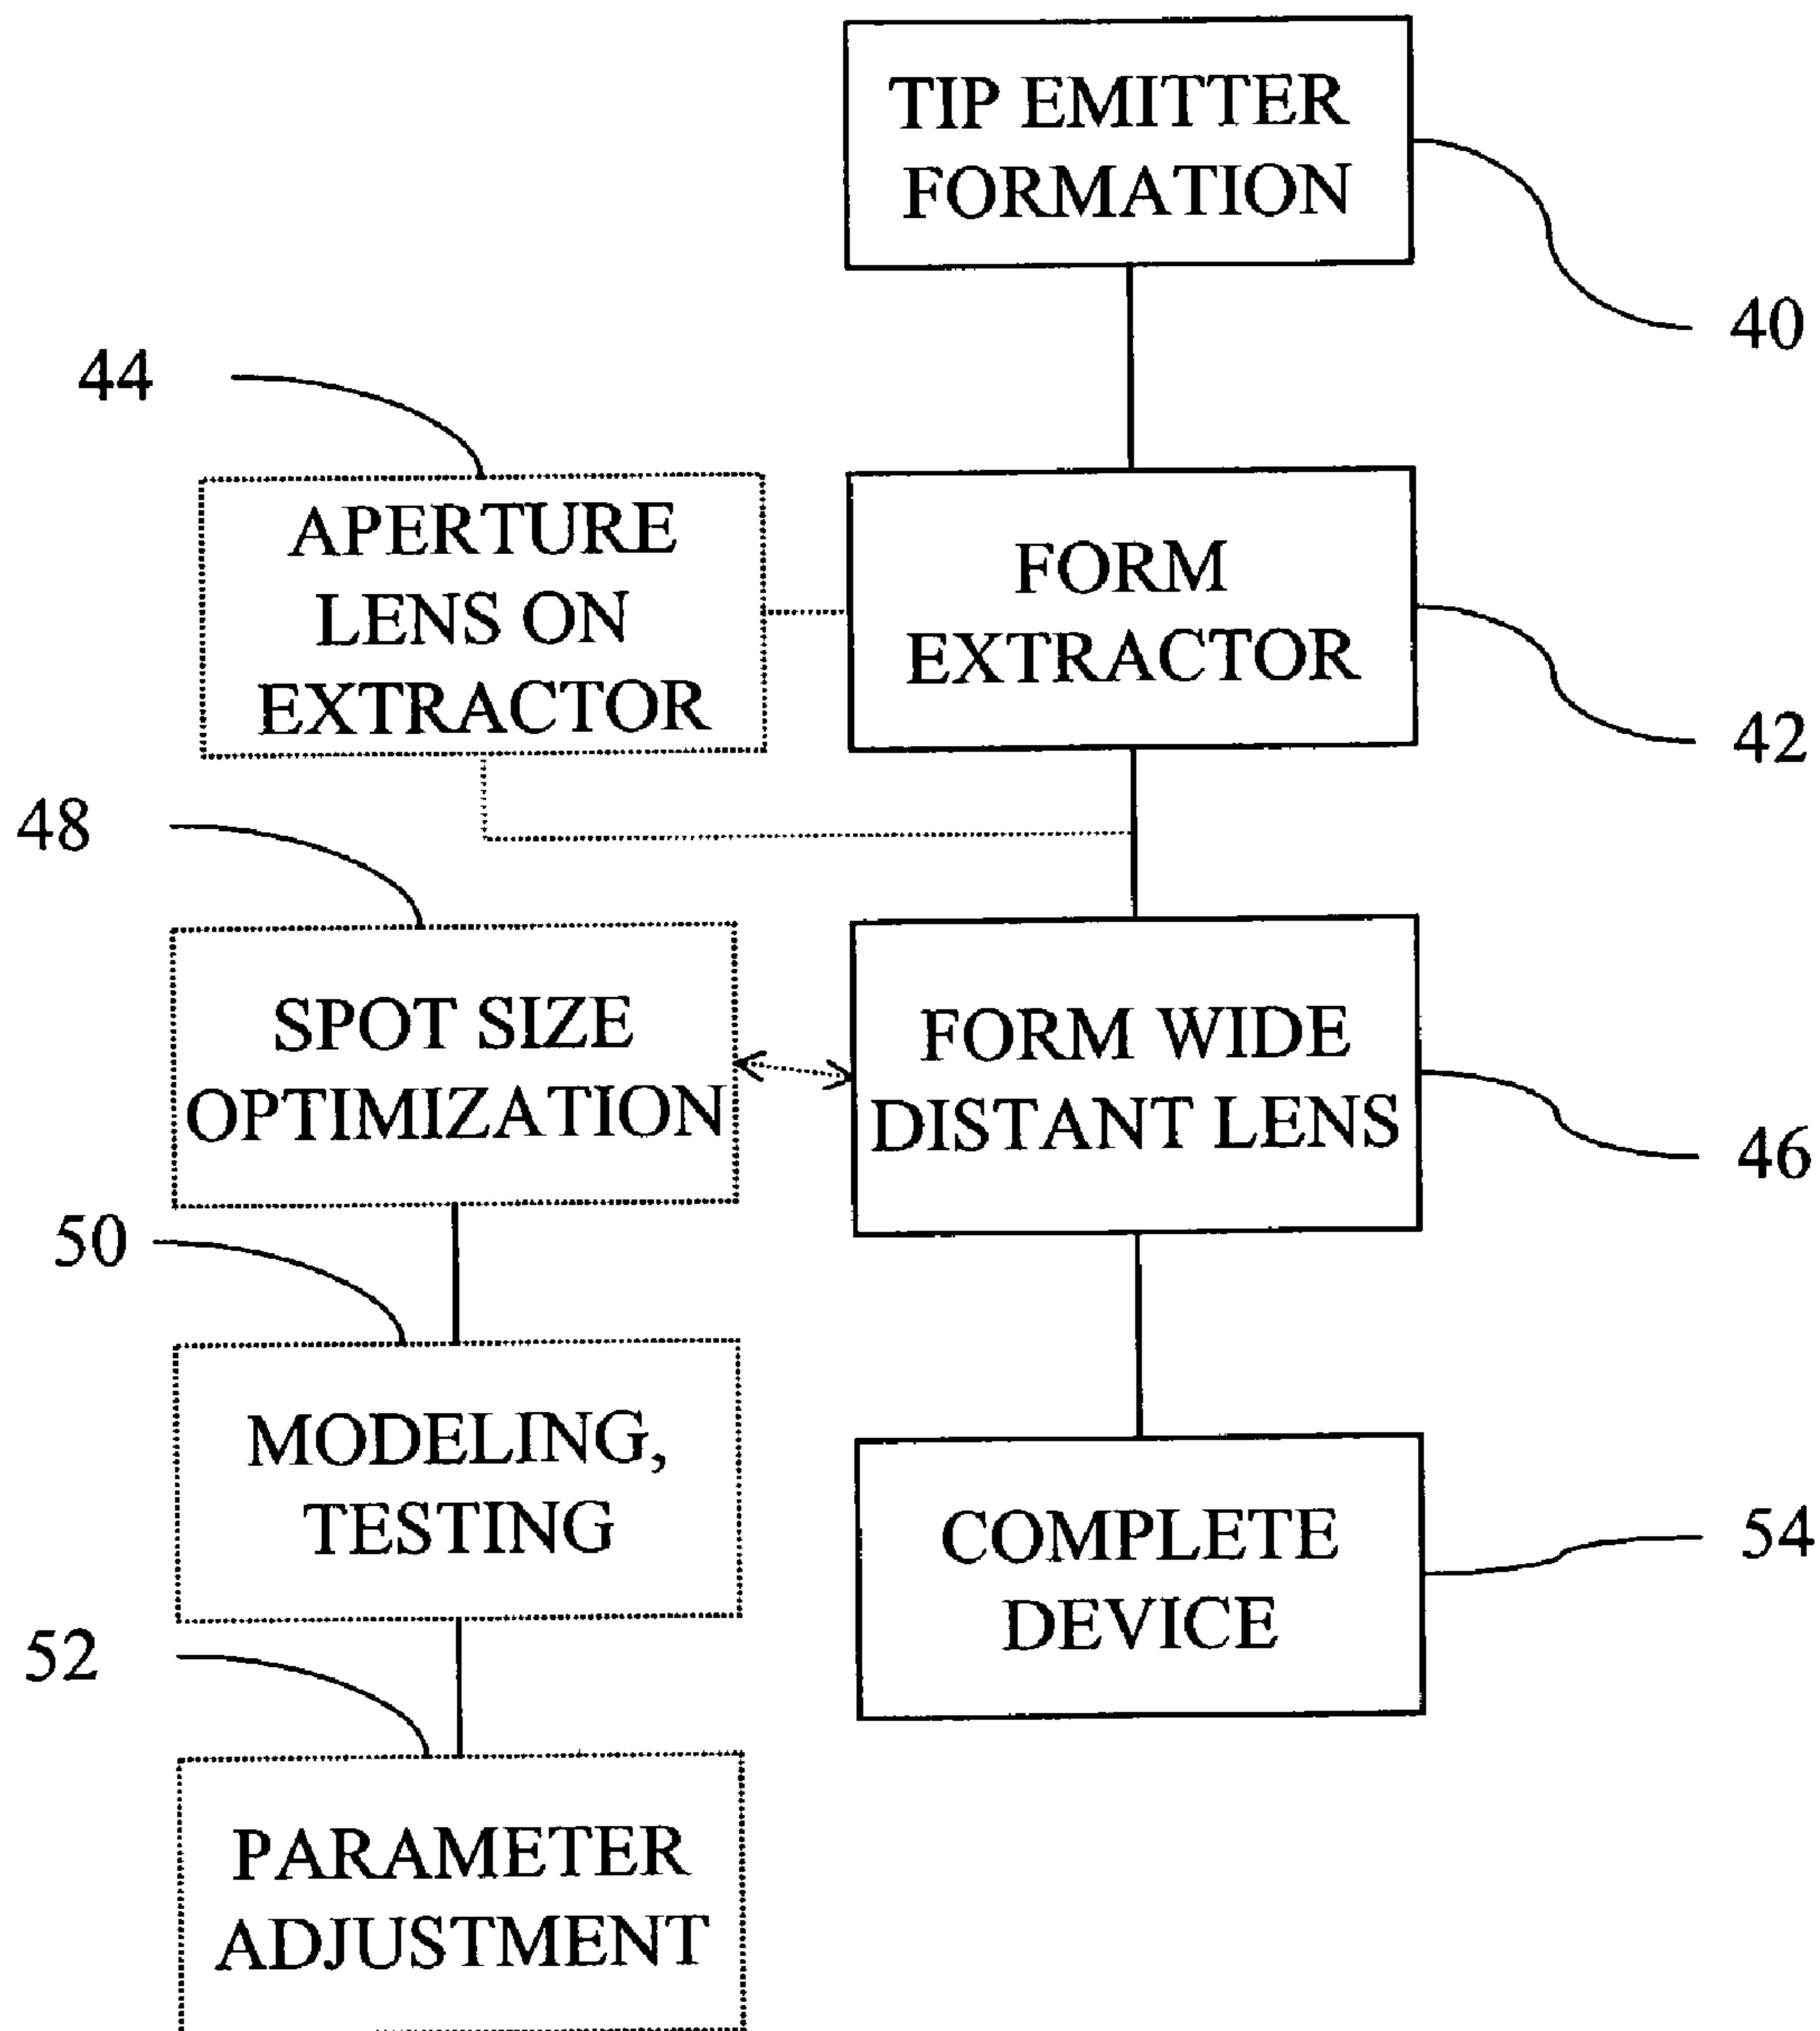 TIP EMITTER
FORMATION
40
44
APERTURE
LENS ON
EXTRACTOR
FORM
EXTRACTOR
42
48
SPOT SIZE
OPTIMIZATION
FORM WIDE
DISTANT LENS
46
50
MODELING,
TESTING
COMPLETE
DEVICE
54
52
PARAMETER
ADJUSTMENT